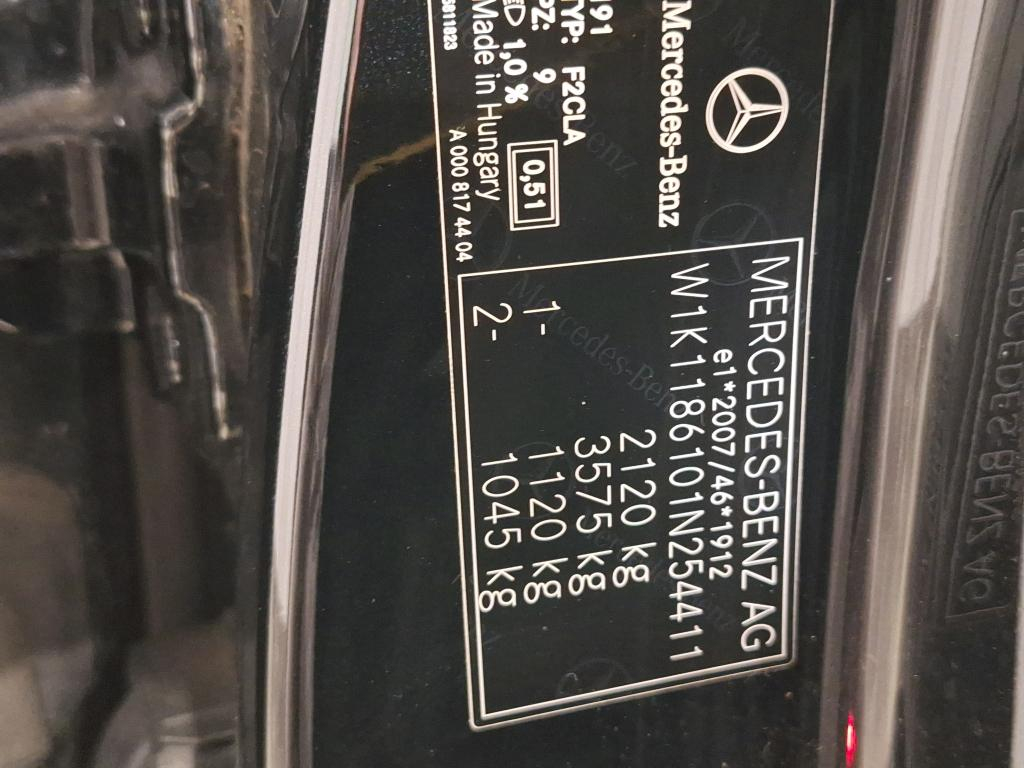 Mercedes-Benz
MERCEDES-BENZ AG
e1*2007/46*1912
W1K1186101N254411
2120 kg
3575 kg
1- 1120 kg
2- 1045 kg
191
TYP: F2CLA
PZ: 9
0,51
1,0 %
Made in Hungary
A 000 817 44 04